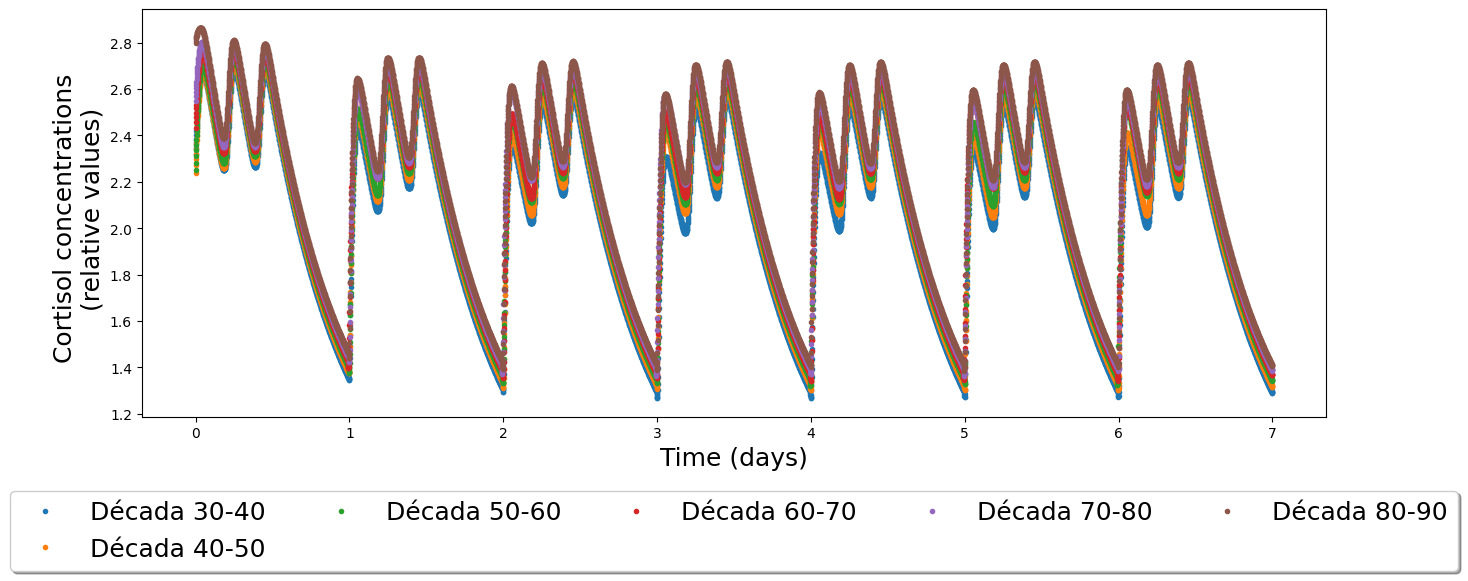 2.8
2.6
2.4
2.2
2.0
1.8
1.6
1.4
1.2
Cortisol concentrations
(relative values)
0 1 2 3 4 5 6 7
Time (days)
Década 30-40 Década 50-60 Década 60-70 Década 70-80 Década 80-90
Década 40-50